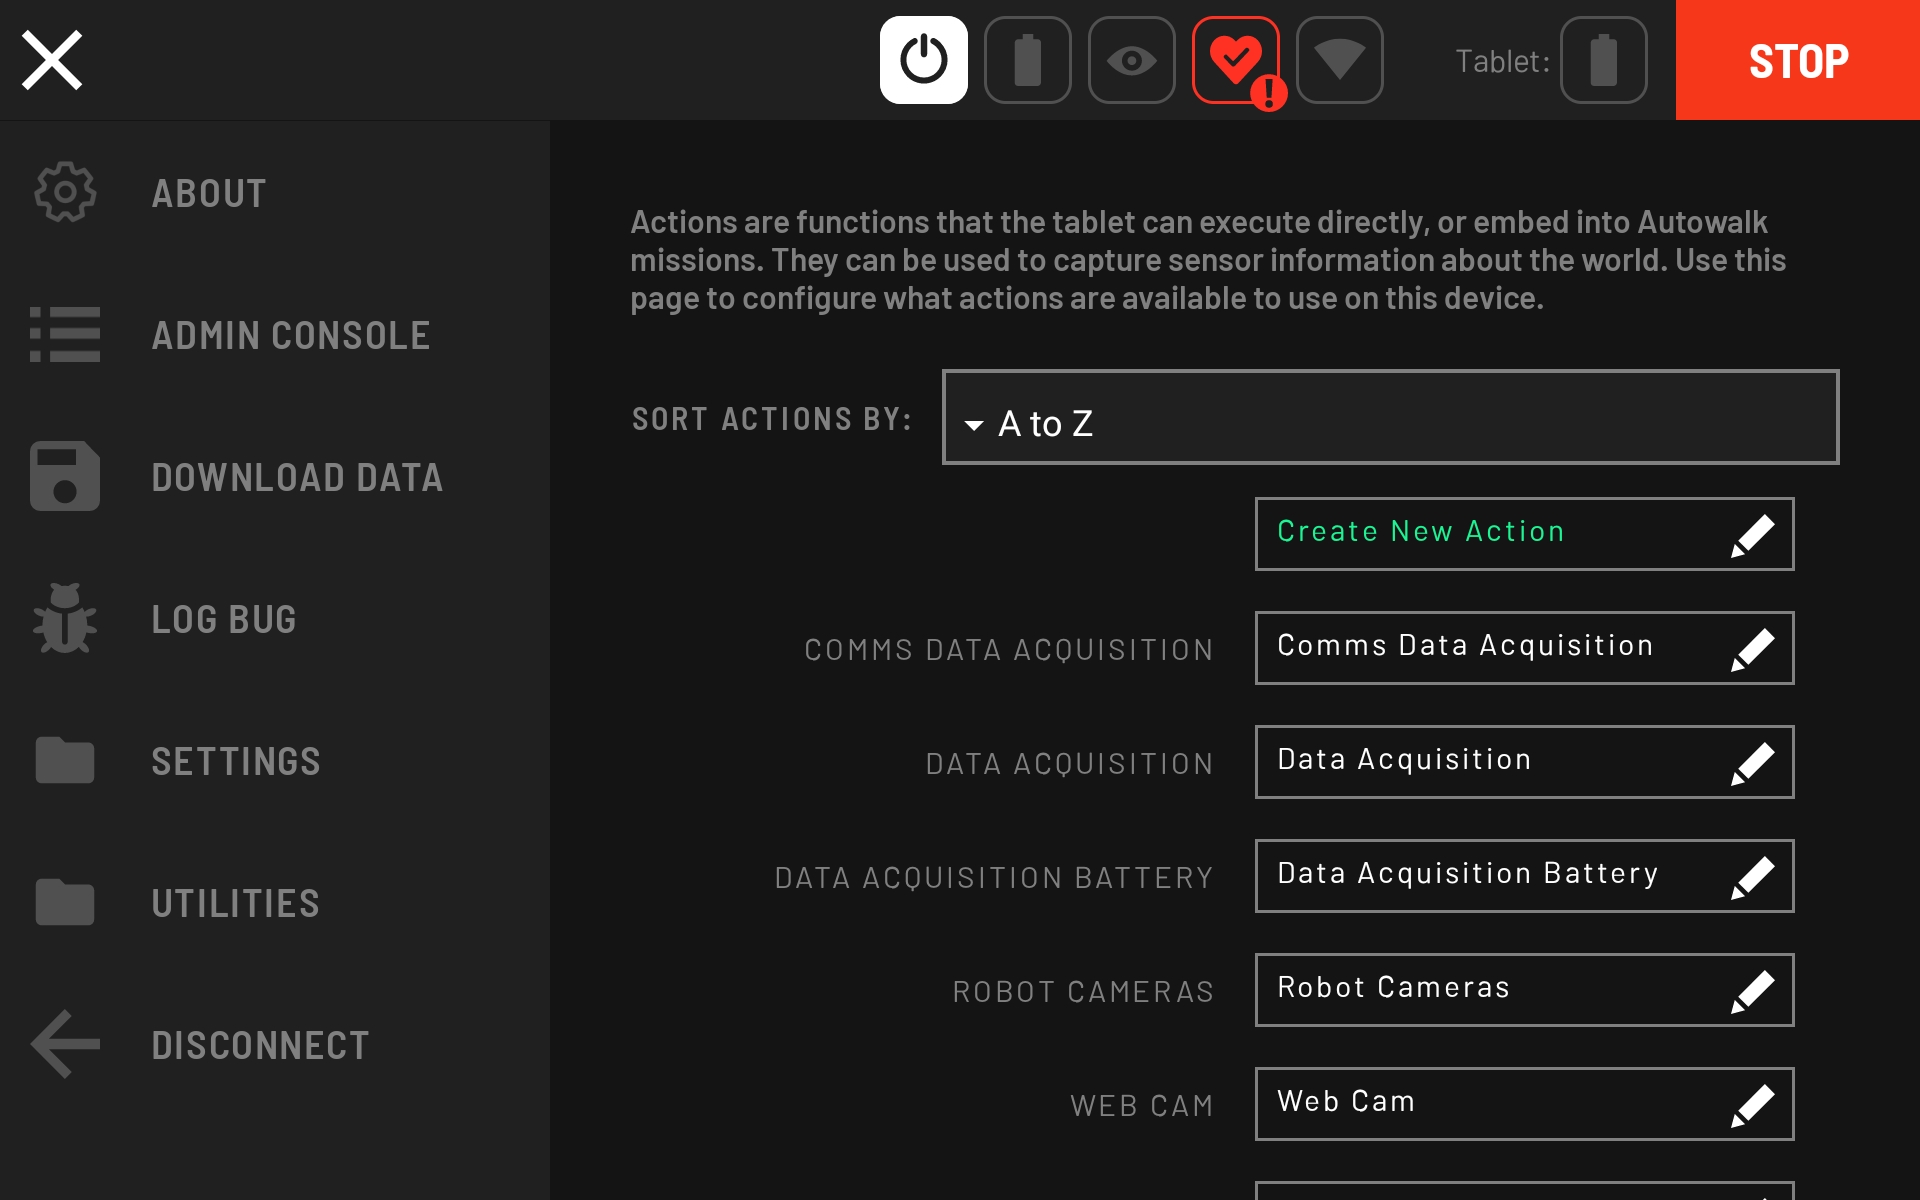 Tablet:
STOP
ABOUT
ADMIN CONSOLE
DOWNLOAD DATA
LOG BUG
SETTINGS
UTILITIES
DISCONNECT
Actions are functions that the tablet can execute directly, or embed into Autowalk
missions. They can be used to capture sensor information about the world. Use this
page to configure what actions are available to use on this device.
SORT ACTIONS BY: A to Z
Create New Action
COMMS DATA ACQUISITION Comms Data Acquisition
DATA ACQUISITION Data Acquisition
DATA ACQUISITION BATTERY Data Acquisition Battery
ROBOT CAMERAS Robot Cameras
WEB CAM Web Cam